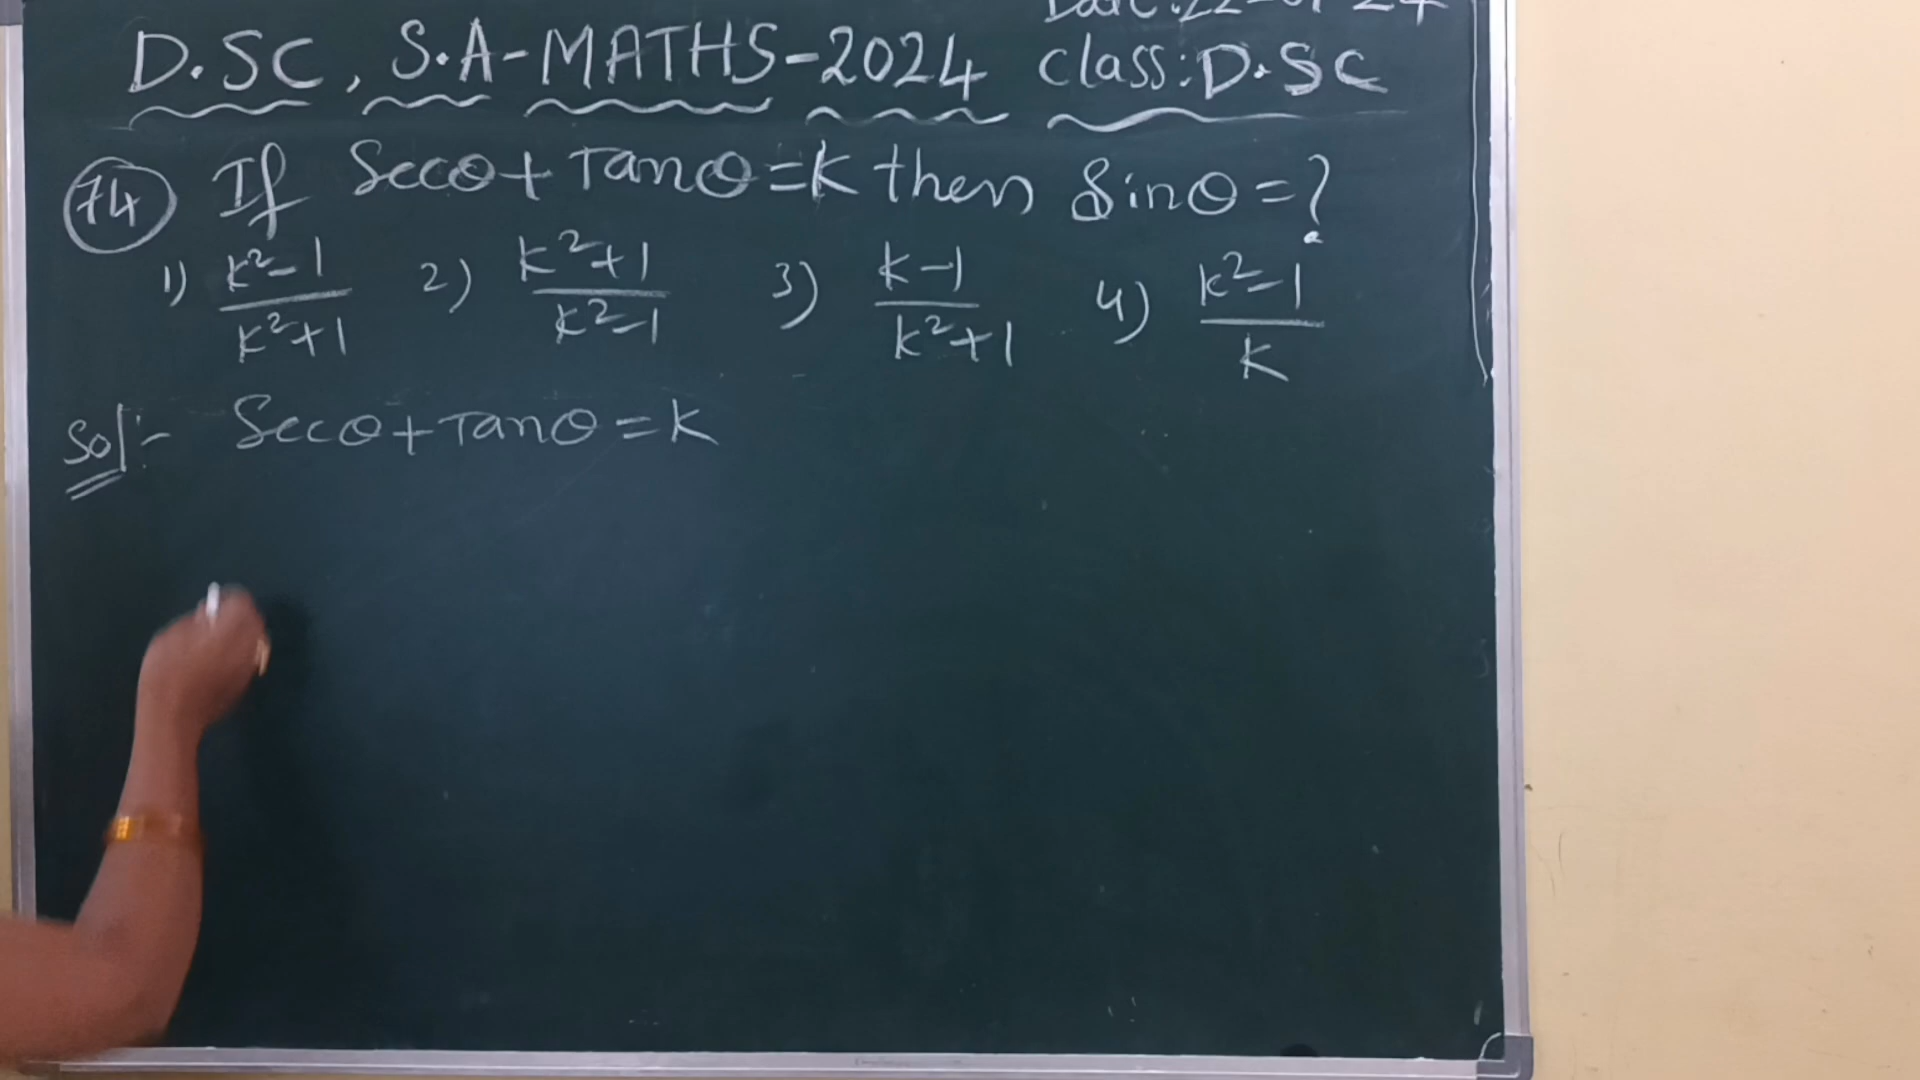 D.SC, S.A-MATHS-2024 class: D.SC
74 If Secθ+Tanθ=K then Sinθ=?
1) K²-1/K²+1 2) K²+1/K²-1 3) K-1/K²+1 4) K²-1/K
Sol:- Secθ+Tanθ=K